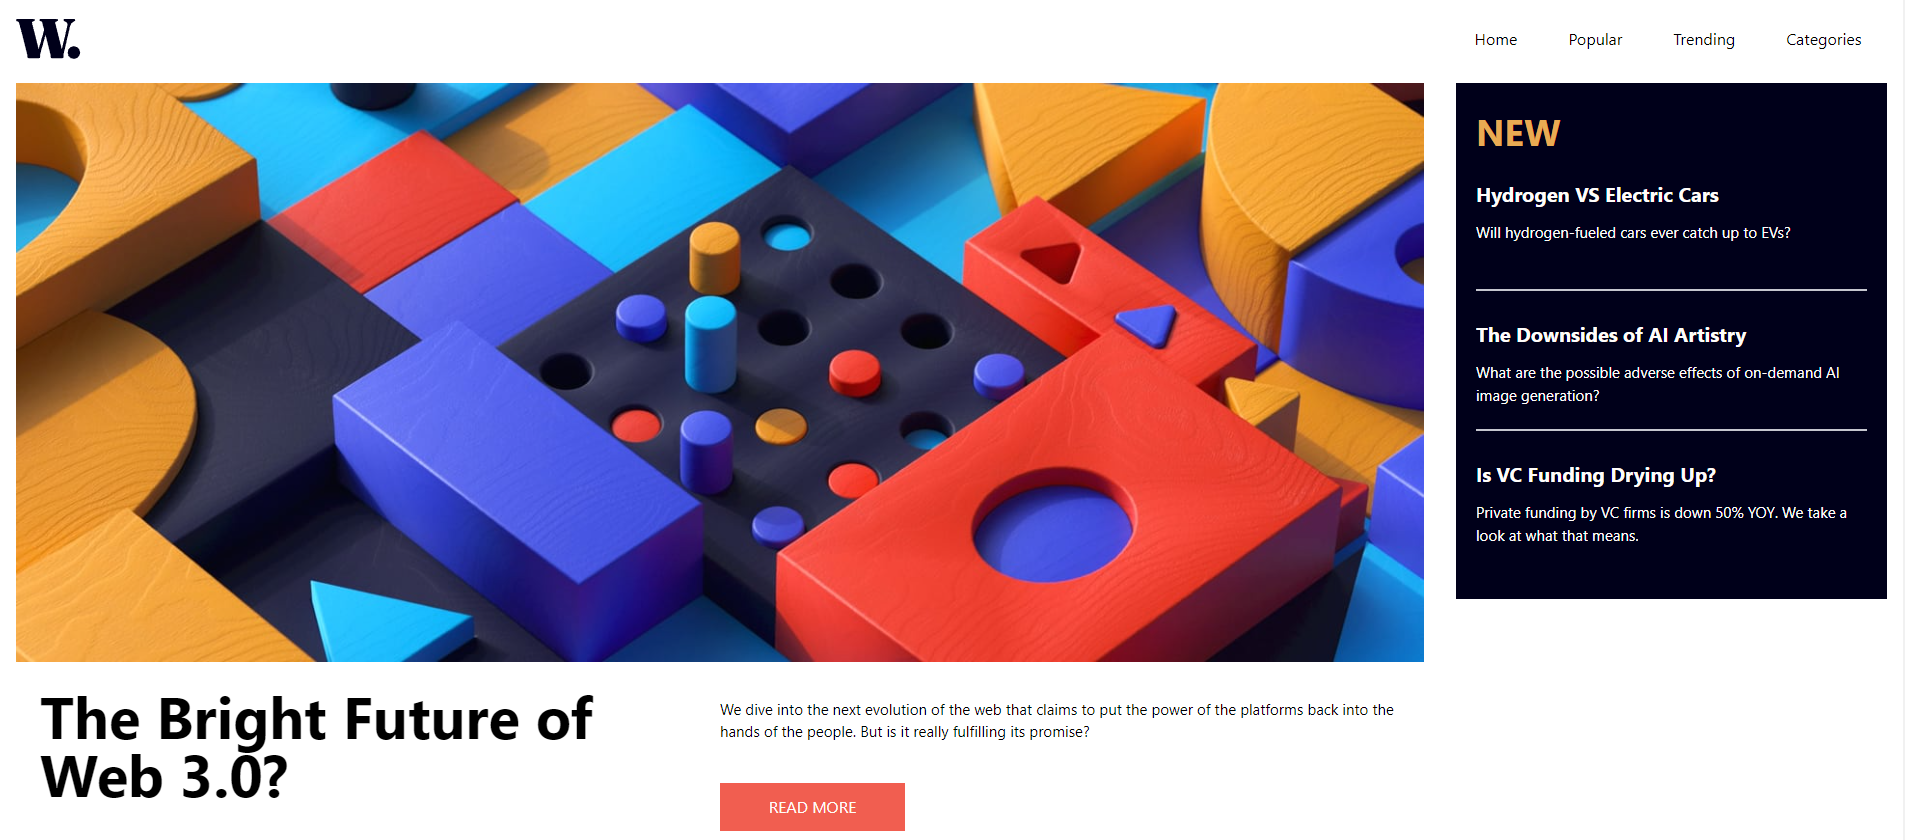 W.
Home Popular Trending Categories
NEW
Hydrogen VS Electric Cars
Will hydrogen-fueled cars ever catch up to EVs?
The Downsides of AI Artistry
What are the possible adverse effects of on-demand AI
image generation?
Is VC Funding Drying Up?
Private funding by VC firms is down 50% YOY. We take a
look at what that means.
The Bright Future of
Web 3.0?
We dive into the next evolution of the web that claims to put the power of the platforms back into the
hands of the people. But is it really fulfilling its promise?
READ MORE